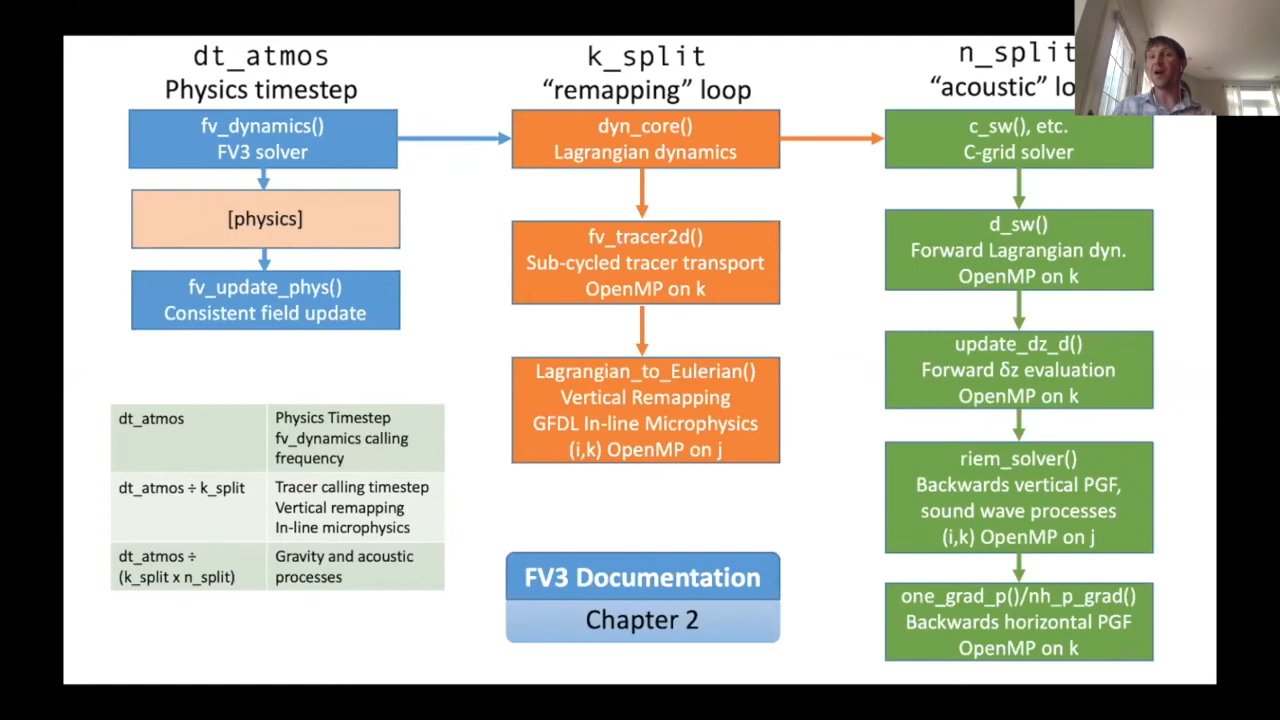 dt_atmos
Physics timestep
fv_dynamics()
FV3 solver
[physics]
fv_update_phys()
Consistent field update
k_split
“remapping” loop
dyn_core()
Lagrangian dynamics
fv_tracer2d()
Sub-cycled tracer transport
OpenMP on k
Lagrangian_to_Eulerian()
Vertical Remapping
GFDL In-line Microphysics
(i,k) OpenMP on j
n_split
“acoustic” lo
c_sw(), etc.
C-grid solver
d_sw()
Forward Lagrangian dyn.
OpenMP on k
update_dz_d()
Forward δz evaluation
OpenMP on k
riem_solver()
Backwards vertical PGF,
sound wave processes
(i,k) OpenMP on j
one_grad_p()/nh_p_grad()
Backwards horizontal PGF
OpenMP on k
dt_atmos
Physics Timestep
fv_dynamics calling
frequency
dt_atmos ÷ k_split
Tracer calling timestep
Vertical remapping
In-line microphysics
dt_atmos ÷
(k_split x n_split)
Gravity and acoustic
processes
FV3 Documentation
Chapter 2